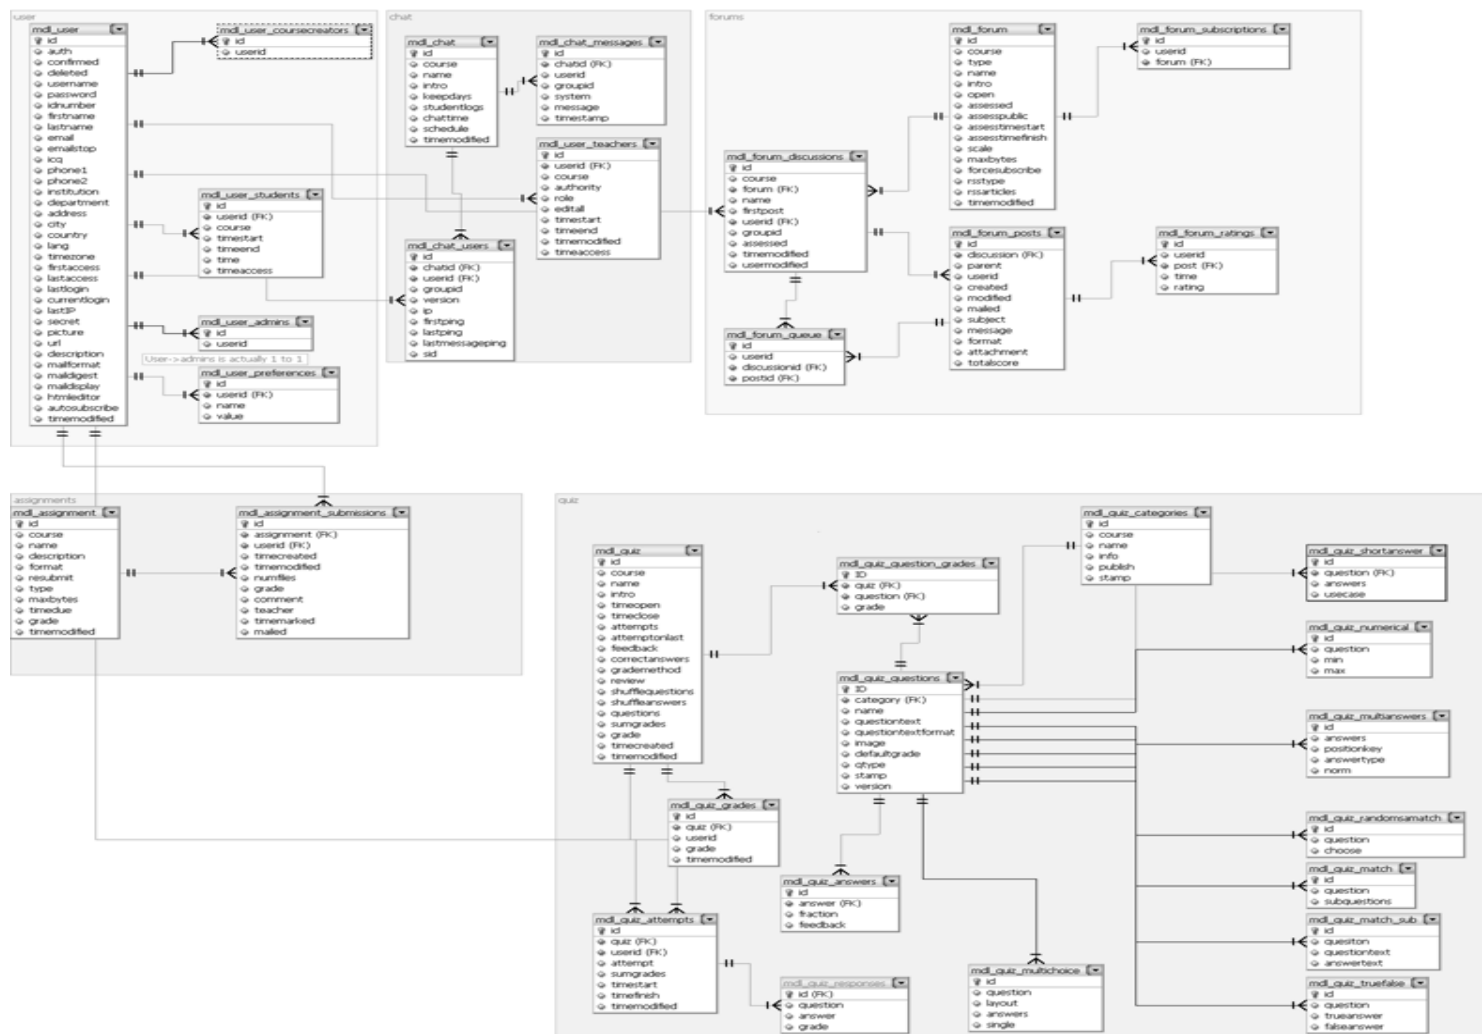 user
mdl_user
id
auth
confirmed
deleted
username
password
idnumber
firstname
lastname
email
emailstop
icq
phone1
phone2
institution
department
address
city
country
lang
timezone
firstaccess
lastaccess
lastlogin
currentlogin
lastIP
secret
picture
url
description
mailformat
maildigest
maildisplay
htmleditor
autosubscribe
timemodified
mdl_user_coursecreators
id
userid
mdl_user_students
id
userid (FK)
course
timestart
timeend
time
timeaccess
mdl_user_admins
id
userid
User->admins is actually 1 to 1
mdl_user_preferences
id
userid (FK)
name
value
chat
mdl_chat
id
course
name
intro
keepdays
studentlogs
chattime
schedule
timemodified
mdl_chat_messages
id
chatid (FK)
userid
groupid
system
message
timestamp
mdl_user_teachers
id
userid (FK)
course
authority
role
editall
timestart
timeend
timemodified
timeaccess
mdl_chat_users
id
chatid (FK)
userid (FK)
groupid
version
ip
firstping
lastping
lastmessageping
sid
forums
mdl_forum
id
course
type
name
intro
open
assessed
assesspublic
assesstimestart
assesstimefinish
scale
maxbytes
forcesubscribe
rsstype
rssarticles
timemodified
mdl_forum_subscriptions
id
userid
forum (FK)
mdl_forum_discussions
id
course
forum (FK)
name
firstpost
userid (FK)
groupid
assessed
timemodified
usermodified
mdl_forum_posts
id
discussion (FK)
parent
userid
created
modified
mailed
subject
message
format
attachment
totalscore
mdl_forum_ratings
id
userid
post (FK)
time
rating
mdl_forum_queue
id
userid
discussionid (FK)
postid (FK)
assignments
mdl_assignment
id
course
name
description
format
resubmit
type
maxbytes
timedue
grade
timemodified
mdl_assignment_submissions
id
assignment (FK)
userid (FK)
timecreated
timemodified
numfiles
grade
comment
teacher
timemarked
mailed
quiz
mdl_quiz
id
course
name
intro
timeopen
timeclose
attempts
attemptonlast
feedback
correctanswers
grademethod
review
shufflequestions
shuffleanswers
questions
sumgrades
grade
timecreated
timemodified
mdl_quiz_question_grades
ID
quiz (FK)
question (FK)
grade
mdl_quiz_categories
id
course
name
info
publish
stamp
mdl_quiz_questions
ID
category (FK)
name
questiontext
questiontextformat
image
defaultgrade
qtype
stamp
version
mdl_quiz_grades
id
quiz (FK)
userid
grade
timemodified
mdl_quiz_answers
id
answer (FK)
fraction
feedback
mdl_quiz_attempts
id
quiz (FK)
userid (FK)
attempt
sumgrades
timestart
timefinish
timemodified
mdl_quiz_responses
id (FK)
question
answer
grade
mdl_quiz_multichoice
id
question
layout
answers
single
mdl_quiz_shortanswer
id
question (FK)
answers
usecase
mdl_quiz_numerical
id
question
min
max
mdl_quiz_multianswers
id
answers
positionkey
answertype
norm
mdl_quiz_randomsamatch
id
question
choose
mdl_quiz_match
id
question
subquestions
mdl_quiz_match_sub
id
quesiton
questiontext
answertext
mdl_quiz_truefalse
id
question
trueanswer
falseanswer